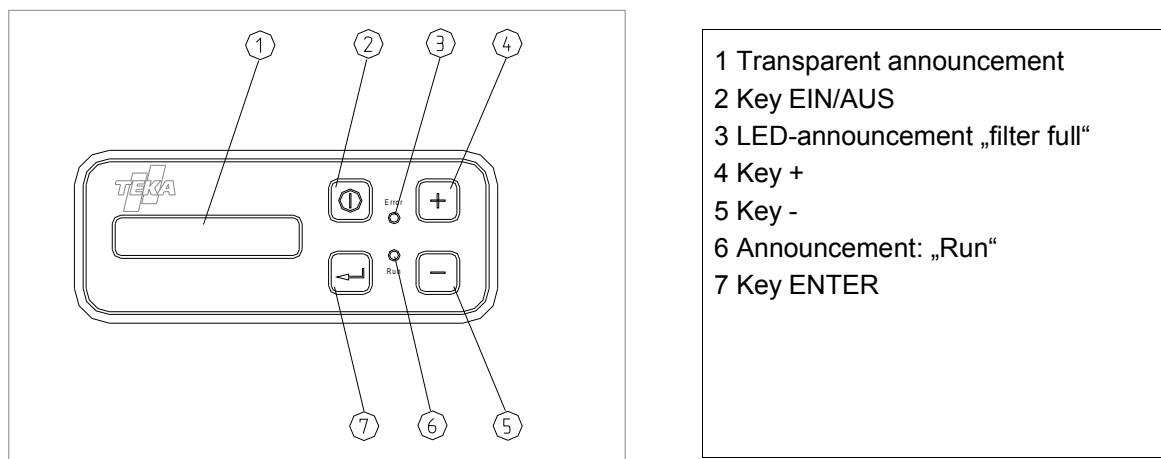 1 2 3 4
TEKA
Error
Run
7 6 5
1 Transparent announcement
2 Key EIN/AUS
3 LED-announcement „filter full“
4 Key +
5 Key -
6 Announcement: „Run“
7 Key ENTER